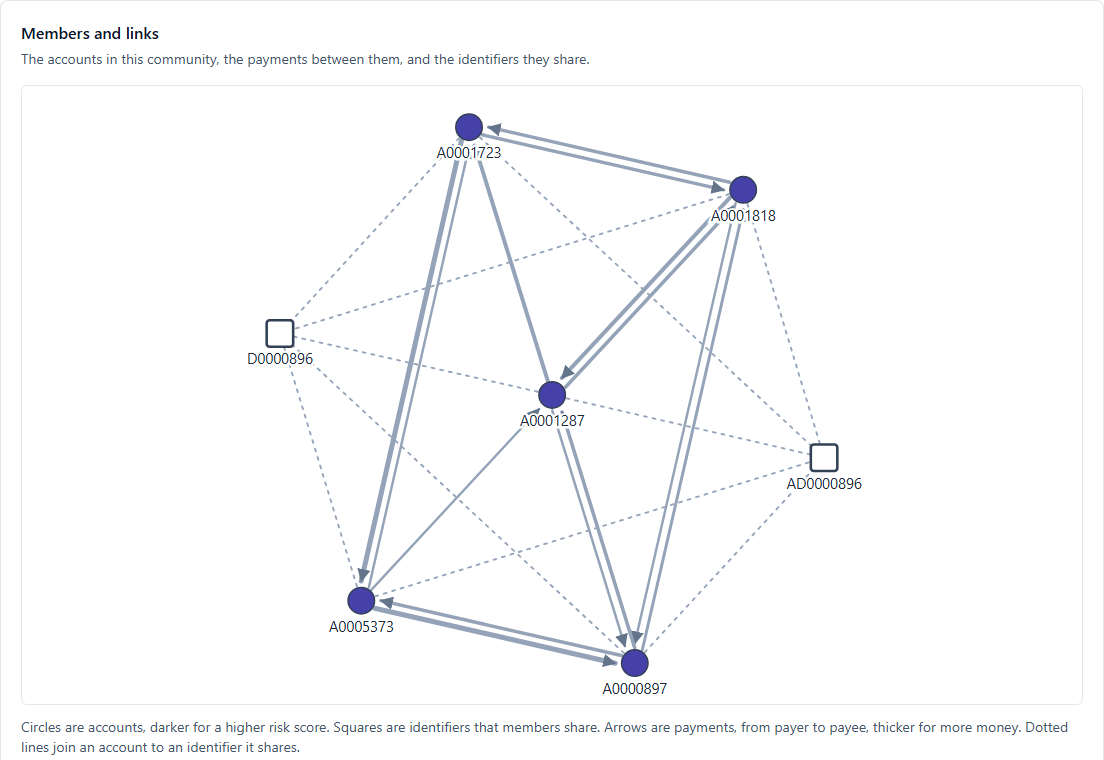 Members and links
The accounts in this community, the payments between them, and the identifiers they share.
A0001723
A0001818
D0000896
A0001287
AD0000896
A0005373
A0000897
Circles are accounts, darker for a higher risk score. Squares are identifiers that members share. Arrows are payments, from payer to payee, thicker for more money. Dotted
lines join an account to an identifier it shares.